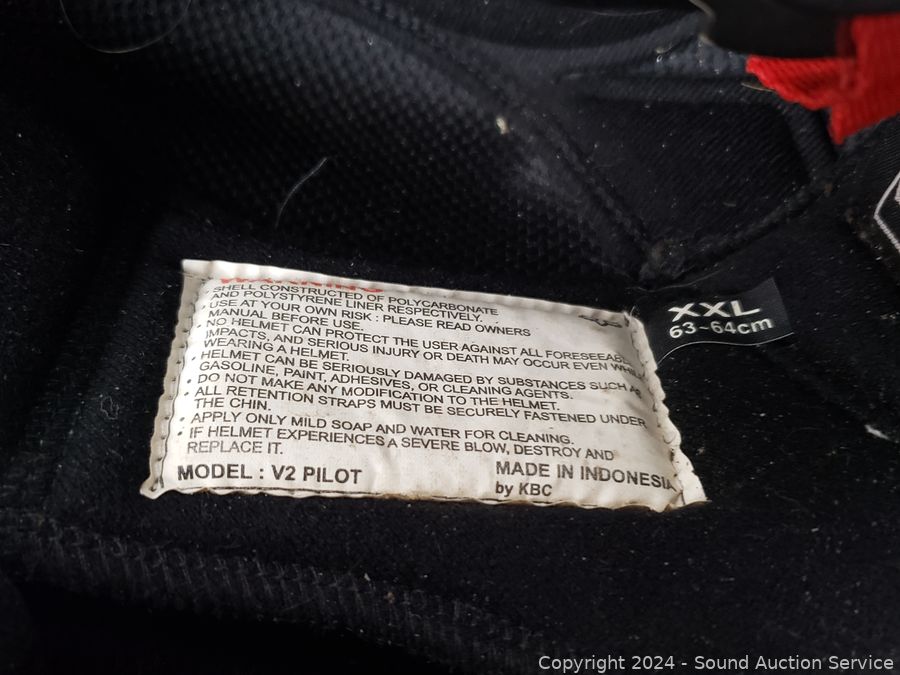 WARNING
SHELL CONSTRUCTED OF POLYCARBONATE
AND POLYSTYRENE LINER RESPECTIVELY.
• USE AT YOUR OWN RISK : PLEASE READ OWNERS
MANUAL BEFORE USE.
• NO HELMET CAN PROTECT THE USER AGAINST ALL FORESEEABLE
IMPACTS, AND SERIOUS INJURY OR DEATH MAY OCCUR EVEN WHILE
WEARING A HELMET.
• HELMET CAN BE SERIOUSLY DAMAGED BY SUBSTANCES SUCH AS
GASOLINE, PAINT, ADHESIVES, OR CLEANING AGENTS.
• DO NOT MAKE ANY MODIFICATION TO THE HELMET.
• ALL RETENTION STRAPS MUST BE SECURELY FASTENED UNDER
THE CHIN.
• APPLY ONLY MILD SOAP AND WATER FOR CLEANING.
• IF HELMET EXPERIENCES A SEVERE BLOW, DESTROY AND
REPLACE IT.
MODEL : V2 PILOT
MADE IN INDONESIA
by KBC
XXL
63-64cm
Copyright 2024 - Sound Auction Service